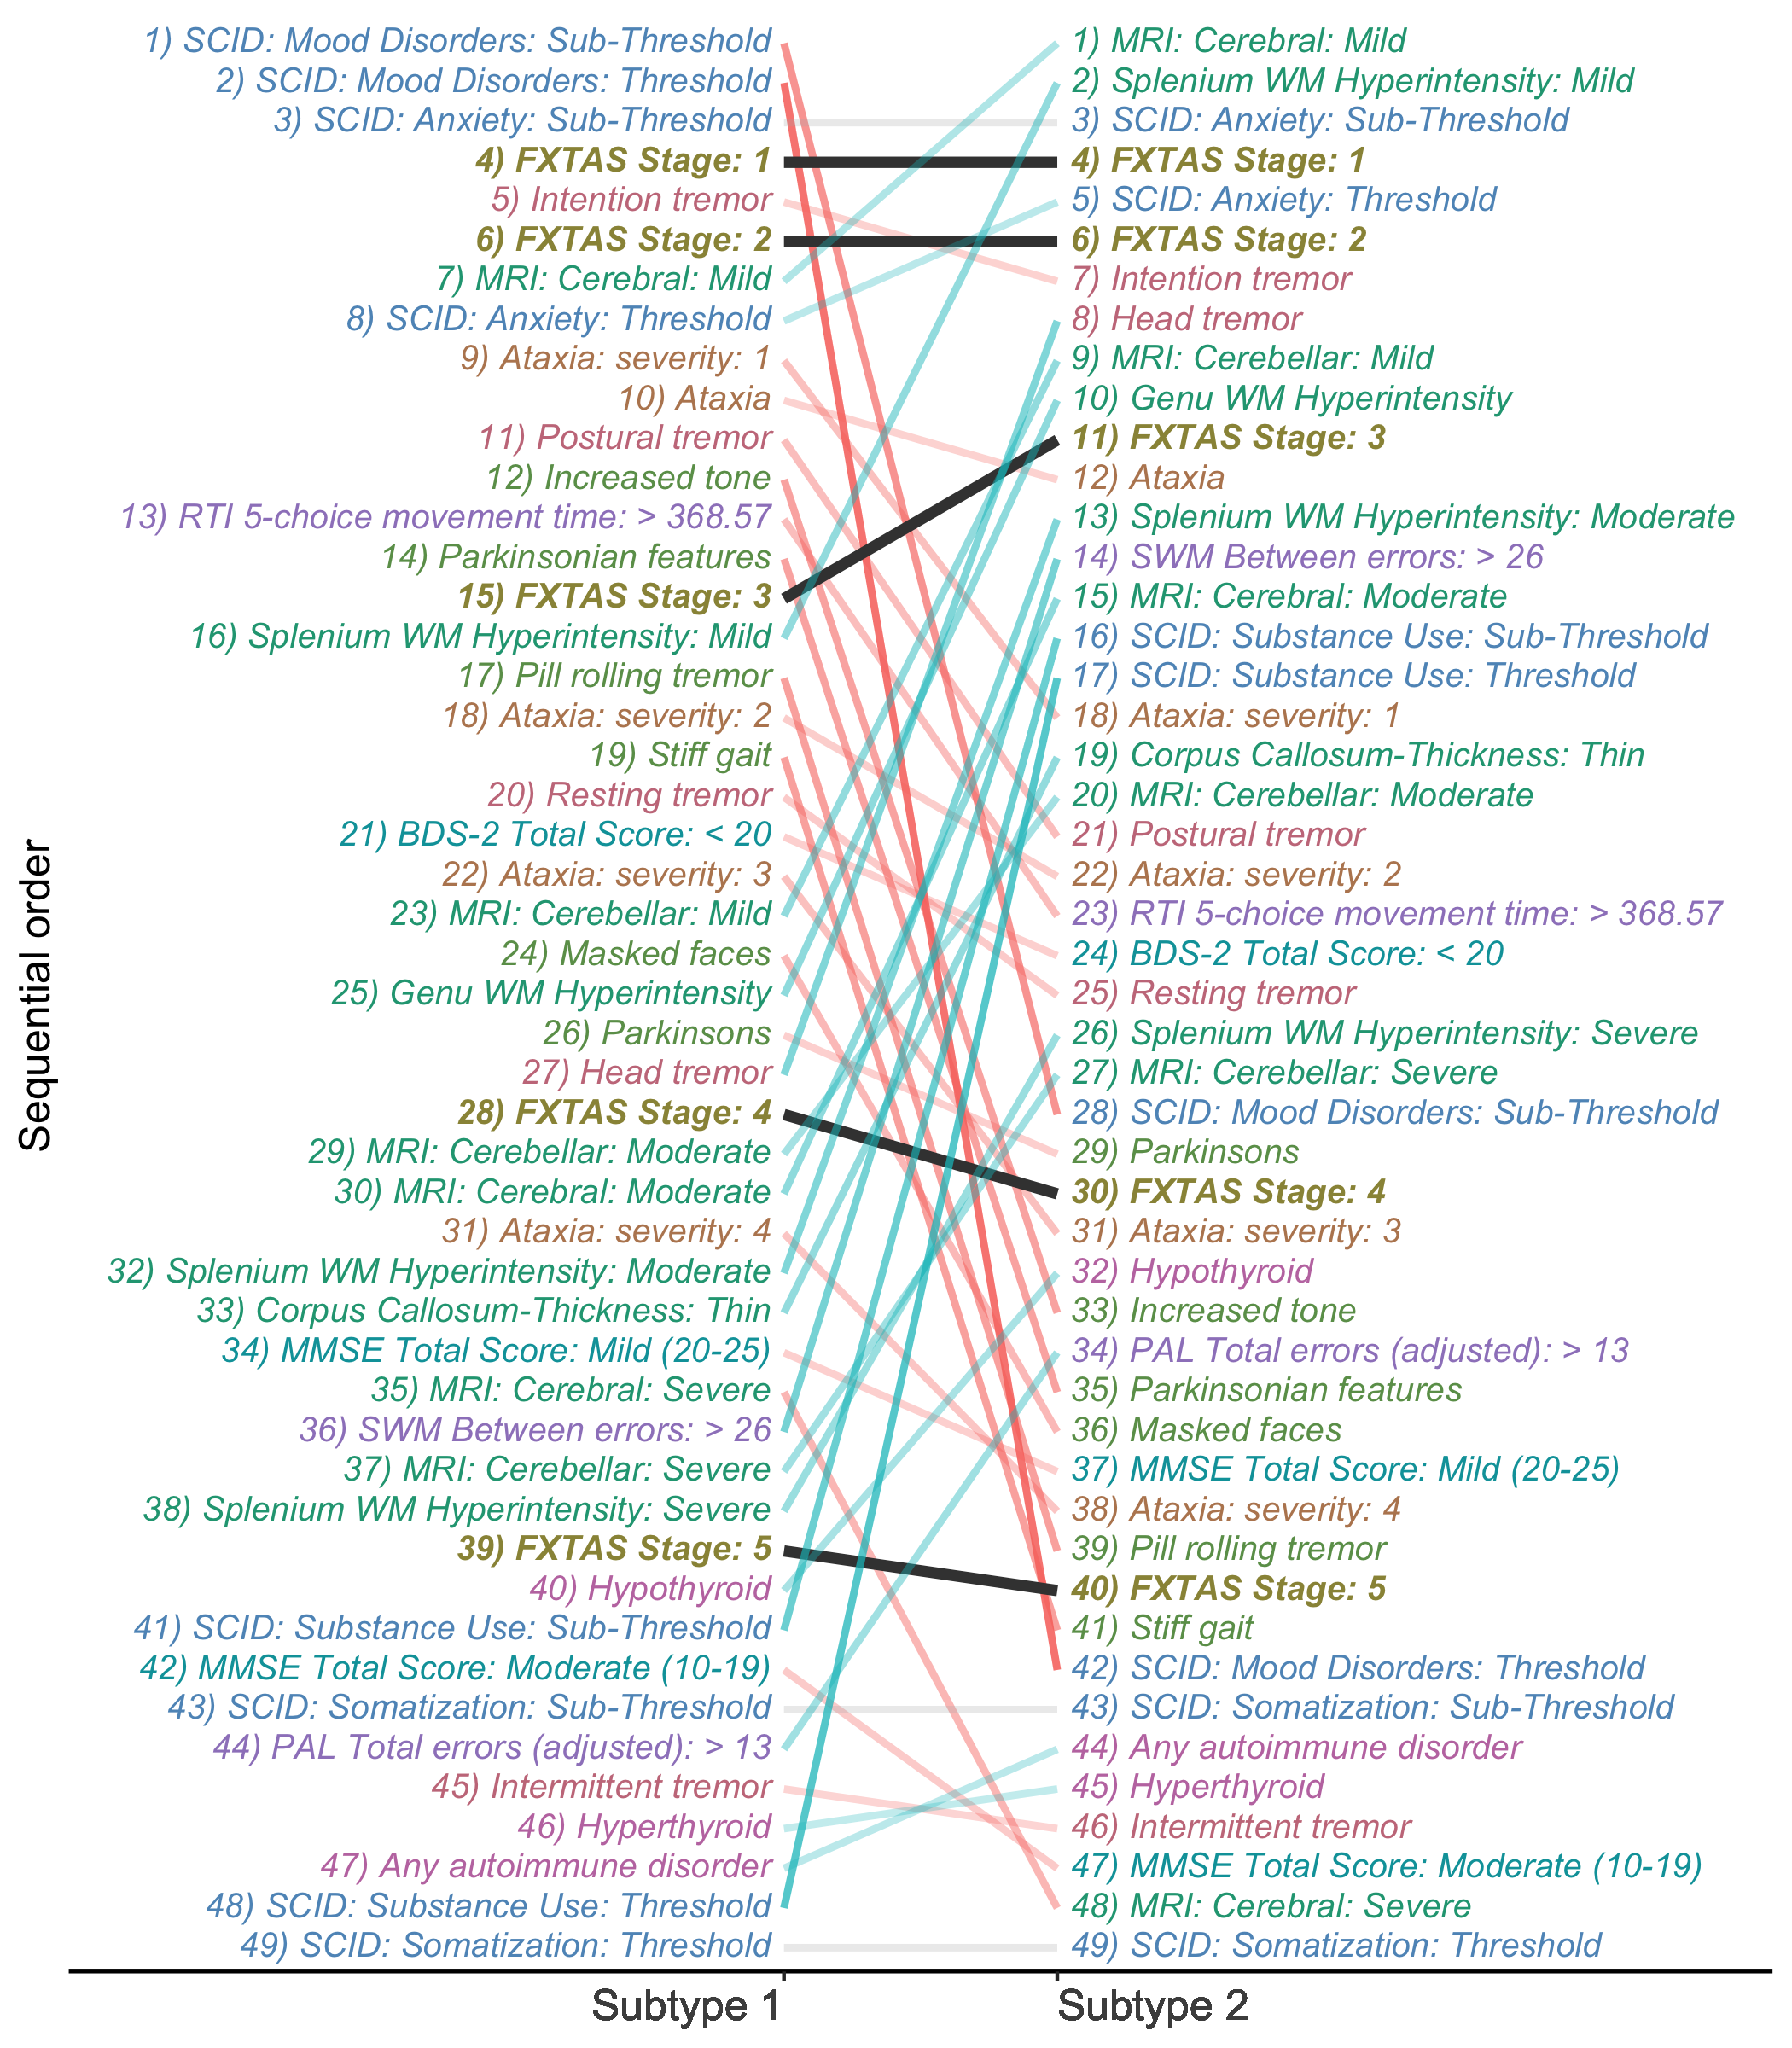 Sequential order
1) SCID: Mood Disorders: Sub-Threshold
2) SCID: Mood Disorders: Threshold
3) SCID: Anxiety: Sub-Threshold
4) FXTAS Stage: 1
5) Intention tremor
6) FXTAS Stage: 2
7) MRI: Cerebral: Mild
8) SCID: Anxiety: Threshold
9) Ataxia: severity: 1
10) Ataxia
11) Postural tremor
12) Increased tone
13) RTI 5-choice movement time: > 368.57
14) Parkinsonian features
15) FXTAS Stage: 3
16) Splenium WM Hyperintensity: Mild
17) Pill rolling tremor
18) Ataxia: severity: 2
19) Stiff gait
20) Resting tremor
21) BDS-2 Total Score: < 20
22) Ataxia: severity: 3
23) MRI: Cerebellar: Mild
24) Masked faces
25) Genu WM Hyperintensity
26) Parkinsons
27) Head tremor
28) FXTAS Stage: 4
29) MRI: Cerebellar: Moderate
30) MRI: Cerebral: Moderate
31) Ataxia: severity: 4
32) Splenium WM Hyperintensity: Moderate
33) Corpus Callosum-Thickness: Thin
34) MMSE Total Score: Mild (20-25)
35) MRI: Cerebral: Severe
36) SWM Between errors: > 26
37) MRI: Cerebellar: Severe
38) Splenium WM Hyperintensity: Severe
39) FXTAS Stage: 5
40) Hypothyroid
41) SCID: Substance Use: Sub-Threshold
42) MMSE Total Score: Moderate (10-19)
43) SCID: Somatization: Sub-Threshold
44) PAL Total errors (adjusted): > 13
45) Intermittent tremor
46) Hyperthyroid
47) Any autoimmune disorder
48) SCID: Substance Use: Threshold
49) SCID: Somatization: Threshold
Subtype 1
1) MRI: Cerebral: Mild
2) Splenium WM Hyperintensity: Mild
3) SCID: Anxiety: Sub-Threshold
4) FXTAS Stage: 1
5) SCID: Anxiety: Threshold
6) FXTAS Stage: 2
7) Intention tremor
8) Head tremor
9) MRI: Cerebellar: Mild
10) Genu WM Hyperintensity
11) FXTAS Stage: 3
12) Ataxia
13) Splenium WM Hyperintensity: Moderate
14) SWM Between errors: > 26
15) MRI: Cerebral: Moderate
16) SCID: Substance Use: Sub-Threshold
17) SCID: Substance Use: Threshold
18) Ataxia: severity: 1
19) Corpus Callosum-Thickness: Thin
20) MRI: Cerebellar: Moderate
21) Postural tremor
22) Ataxia: severity: 2
23) RTI 5-choice movement time: > 368.57
24) BDS-2 Total Score: < 20
25) Resting tremor
26) Splenium WM Hyperintensity: Severe
27) MRI: Cerebellar: Severe
28) SCID: Mood Disorders: Sub-Threshold
29) Parkinsons
30) FXTAS Stage: 4
31) Ataxia: severity: 3
32) Hypothyroid
33) Increased tone
34) PAL Total errors (adjusted): > 13
35) Parkinsonian features
36) Masked faces
37) MMSE Total Score: Mild (20-25)
38) Ataxia: severity: 4
39) Pill rolling tremor
40) FXTAS Stage: 5
41) Stiff gait
42) SCID: Mood Disorders: Threshold
43) SCID: Somatization: Sub-Threshold
44) Any autoimmune disorder
45) Hyperthyroid
46) Intermittent tremor
47) MMSE Total Score: Moderate (10-19)
48) MRI: Cerebral: Severe
49) SCID: Somatization: Threshold
Subtype 2